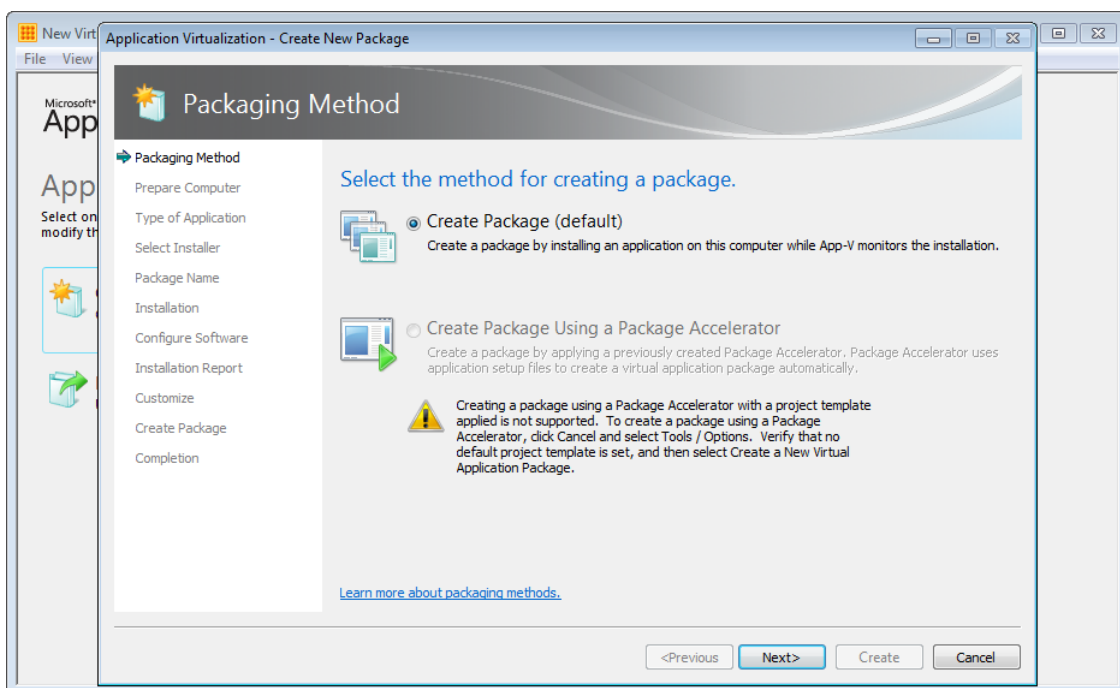 New Virt
Application Virtualization - Create New Package
File View
Microsoft®
App
Packaging Method
App
Select on
modify th
Packaging Method
Prepare Computer
Type of Application
Select Installer
Package Name
Installation
Configure Software
Installation Report
Customize
Create Package
Completion
Select the method for creating a package.
Create Package (default)
Create a package by installing an application on this computer while App-V monitors the installation.
Create Package Using a Package Accelerator
Create a package by applying a previously created Package Accelerator. Package Accelerator uses
application setup files to create a virtual application package automatically.
Creating a package using a Package Accelerator with a project template
applied is not supported. To create a package using a Package
Accelerator, click Cancel and select Tools / Options. Verify that no
default project template is set, and then select Create a New Virtual
Application Package.
Learn more about packaging methods.
<Previous
Next>
Create
Cancel